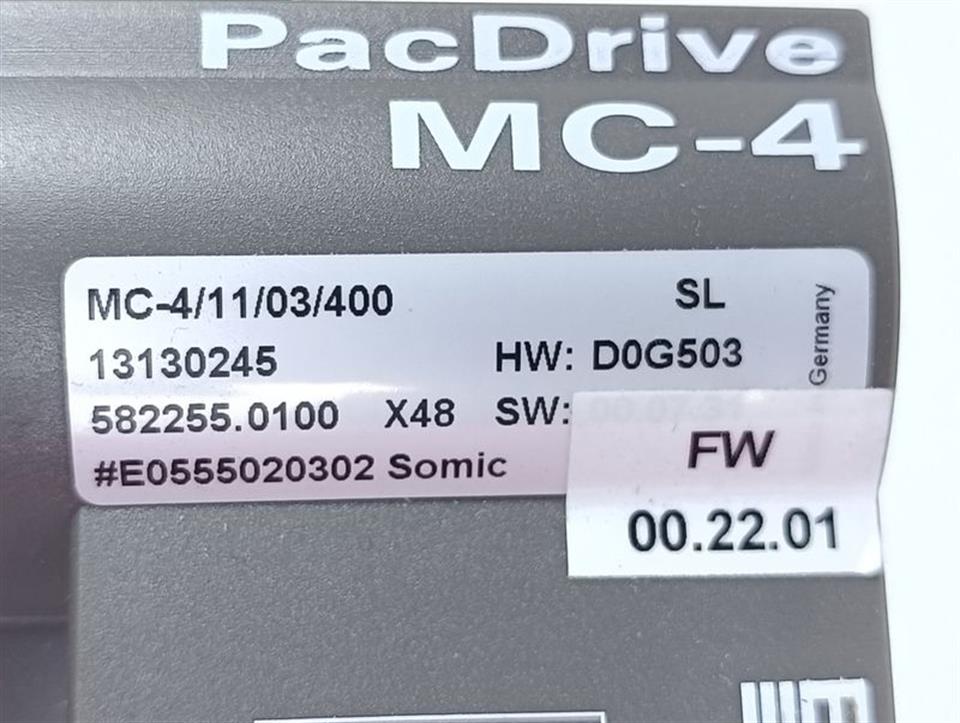 PacDrive
MC-4
MC-4/11/03/400 SL
13130245 HW: D0G503
582255.0100 X48 SW:
#E0555020302 Somic
Germany
FW
00.22.01